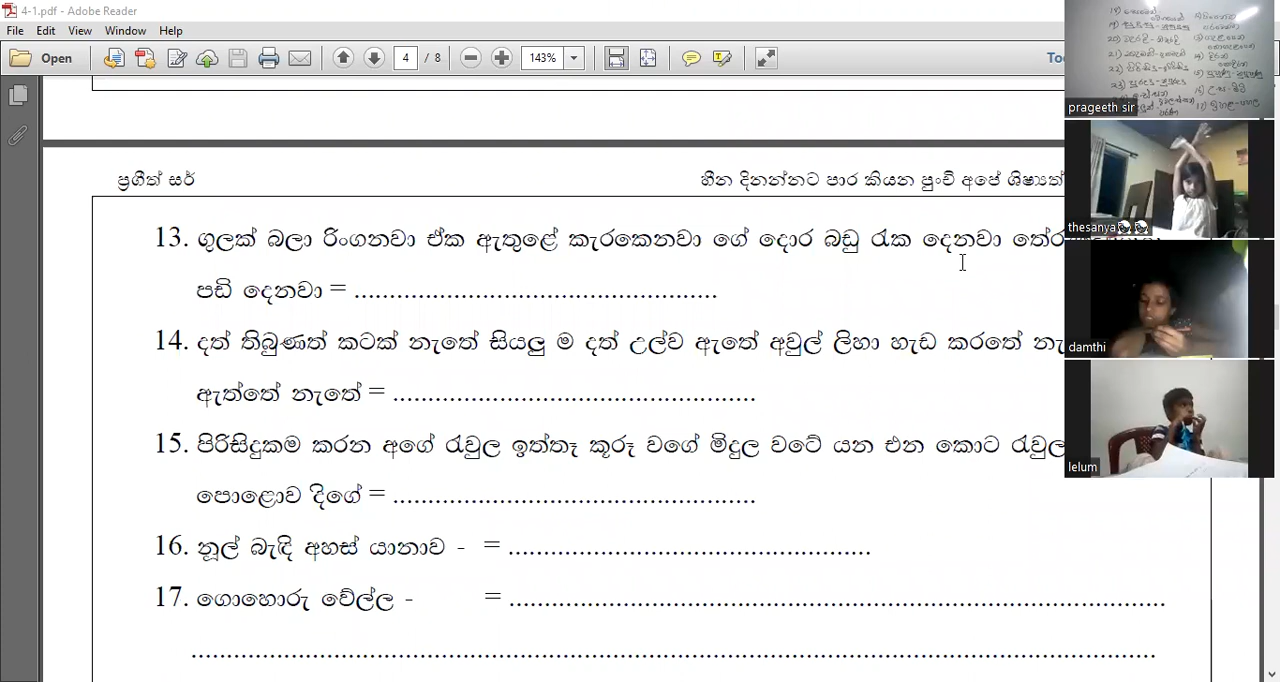 4-1.pdf - Adobe Reader
File Edit View Window Help
Open 4 / 8 143%
ප්‍රගීත් සර් හීන දිනන්නට පාර කියන පුංචි අපේ ශිෂ්‍යත්
13. ගුලක් බලා රිංගනවා ඒක ඇතුළේ කැරකෙනවා ගේ දොර බඩු රැක දෙනවා තේර
පඩි දෙනවා = ..................................................
14. දත් තිබුණත් කටක් නැතේ සියලු ම දත් උල්ව ඇතේ අවුල් ලිහා හැඩ කරතේ නැ
ඇත්තේ නැතේ = ..................................................
15. පිරිසිදුකම කරන අගේ රැවුල ඉත්තෑ කූරු වගේ මිදුල වටේ යන එන කොට රැවුල
පොළොව දිගේ = ..................................................
16. නූල් බැඳි අහස් යානාව - = ..................................................
17. ගොහොරු වේල්ල - = ..................................................
..................................................
prageeth sir
thesanya
damthi
lelum